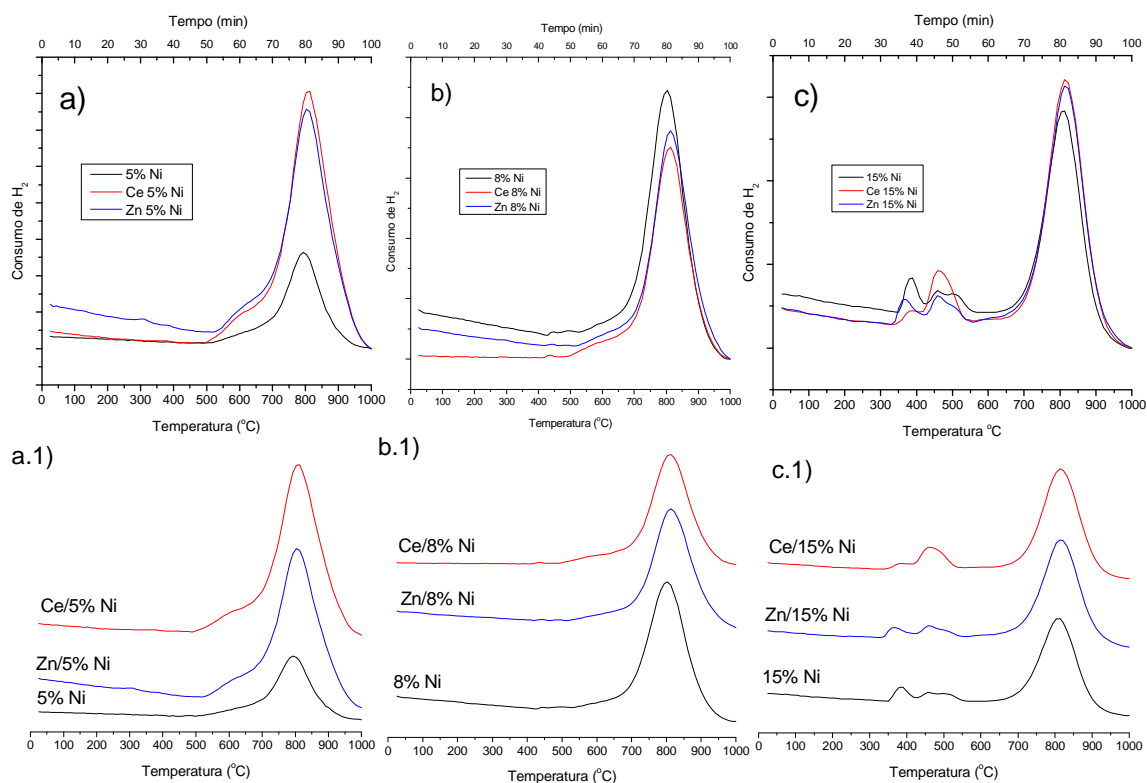 Tempo (min)
0 10 20 30 40 50 60 70 80 90 100
a)
5% Ni
Ce 5% Ni
Zn 5% Ni
Consumo de H2
0 100 200 300 400 500 600 700 800 900 1000
Temperatura (°C)
Tempo (min)
0 10 20 30 40 50 60 70 80 90 100
b)
8% Ni
Ce 8% Ni
Zn 8% Ni
Consumo de H2
0 100 200 300 400 500 600 700 800 900 1000
Temperatura (°C)
Tempo (min)
0 10 20 30 40 50 60 70 80 90 100
c)
15% Ni
Ce 15% Ni
Zn 15% Ni
Consumo de H2
0 100 200 300 400 500 600 700 800 900 1000
Temperatura °C
a.1)
Ce/5% Ni
Zn/5% Ni
5% Ni
0 100 200 300 400 500 600 700 800 900 1000
Temperatura (°C)
b.1)
Ce/8% Ni
Zn/8% Ni
8% Ni
0 100 200 300 400 500 600 700 800 900 1000
Temperatura (°C)
c.1)
Ce/15% Ni
Zn/15% Ni
15% Ni
0 100 200 300 400 500 600 700 800 900 1000
Temperatura (°C)